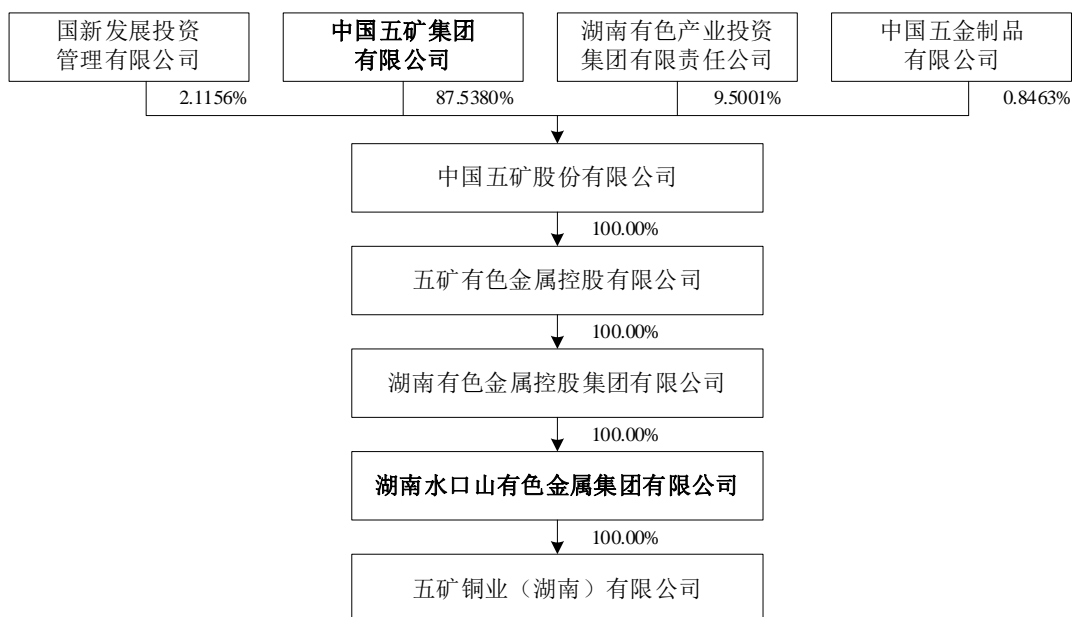 国新发展投资
管理有限公司
中国五矿集团
有限公司
湖南有色产业投资
集团有限责任公司
中国五金制品
有限公司
2.1156%
87.5380%
9.5001%
0.8463%
中国五矿股份有限公司
100.00%
五矿有色金属控股有限公司
100.00%
湖南有色金属控股集团有限公司
100.00%
湖南水口山有色金属集团有限公司
100.00%
五矿铜业（湖南）有限公司